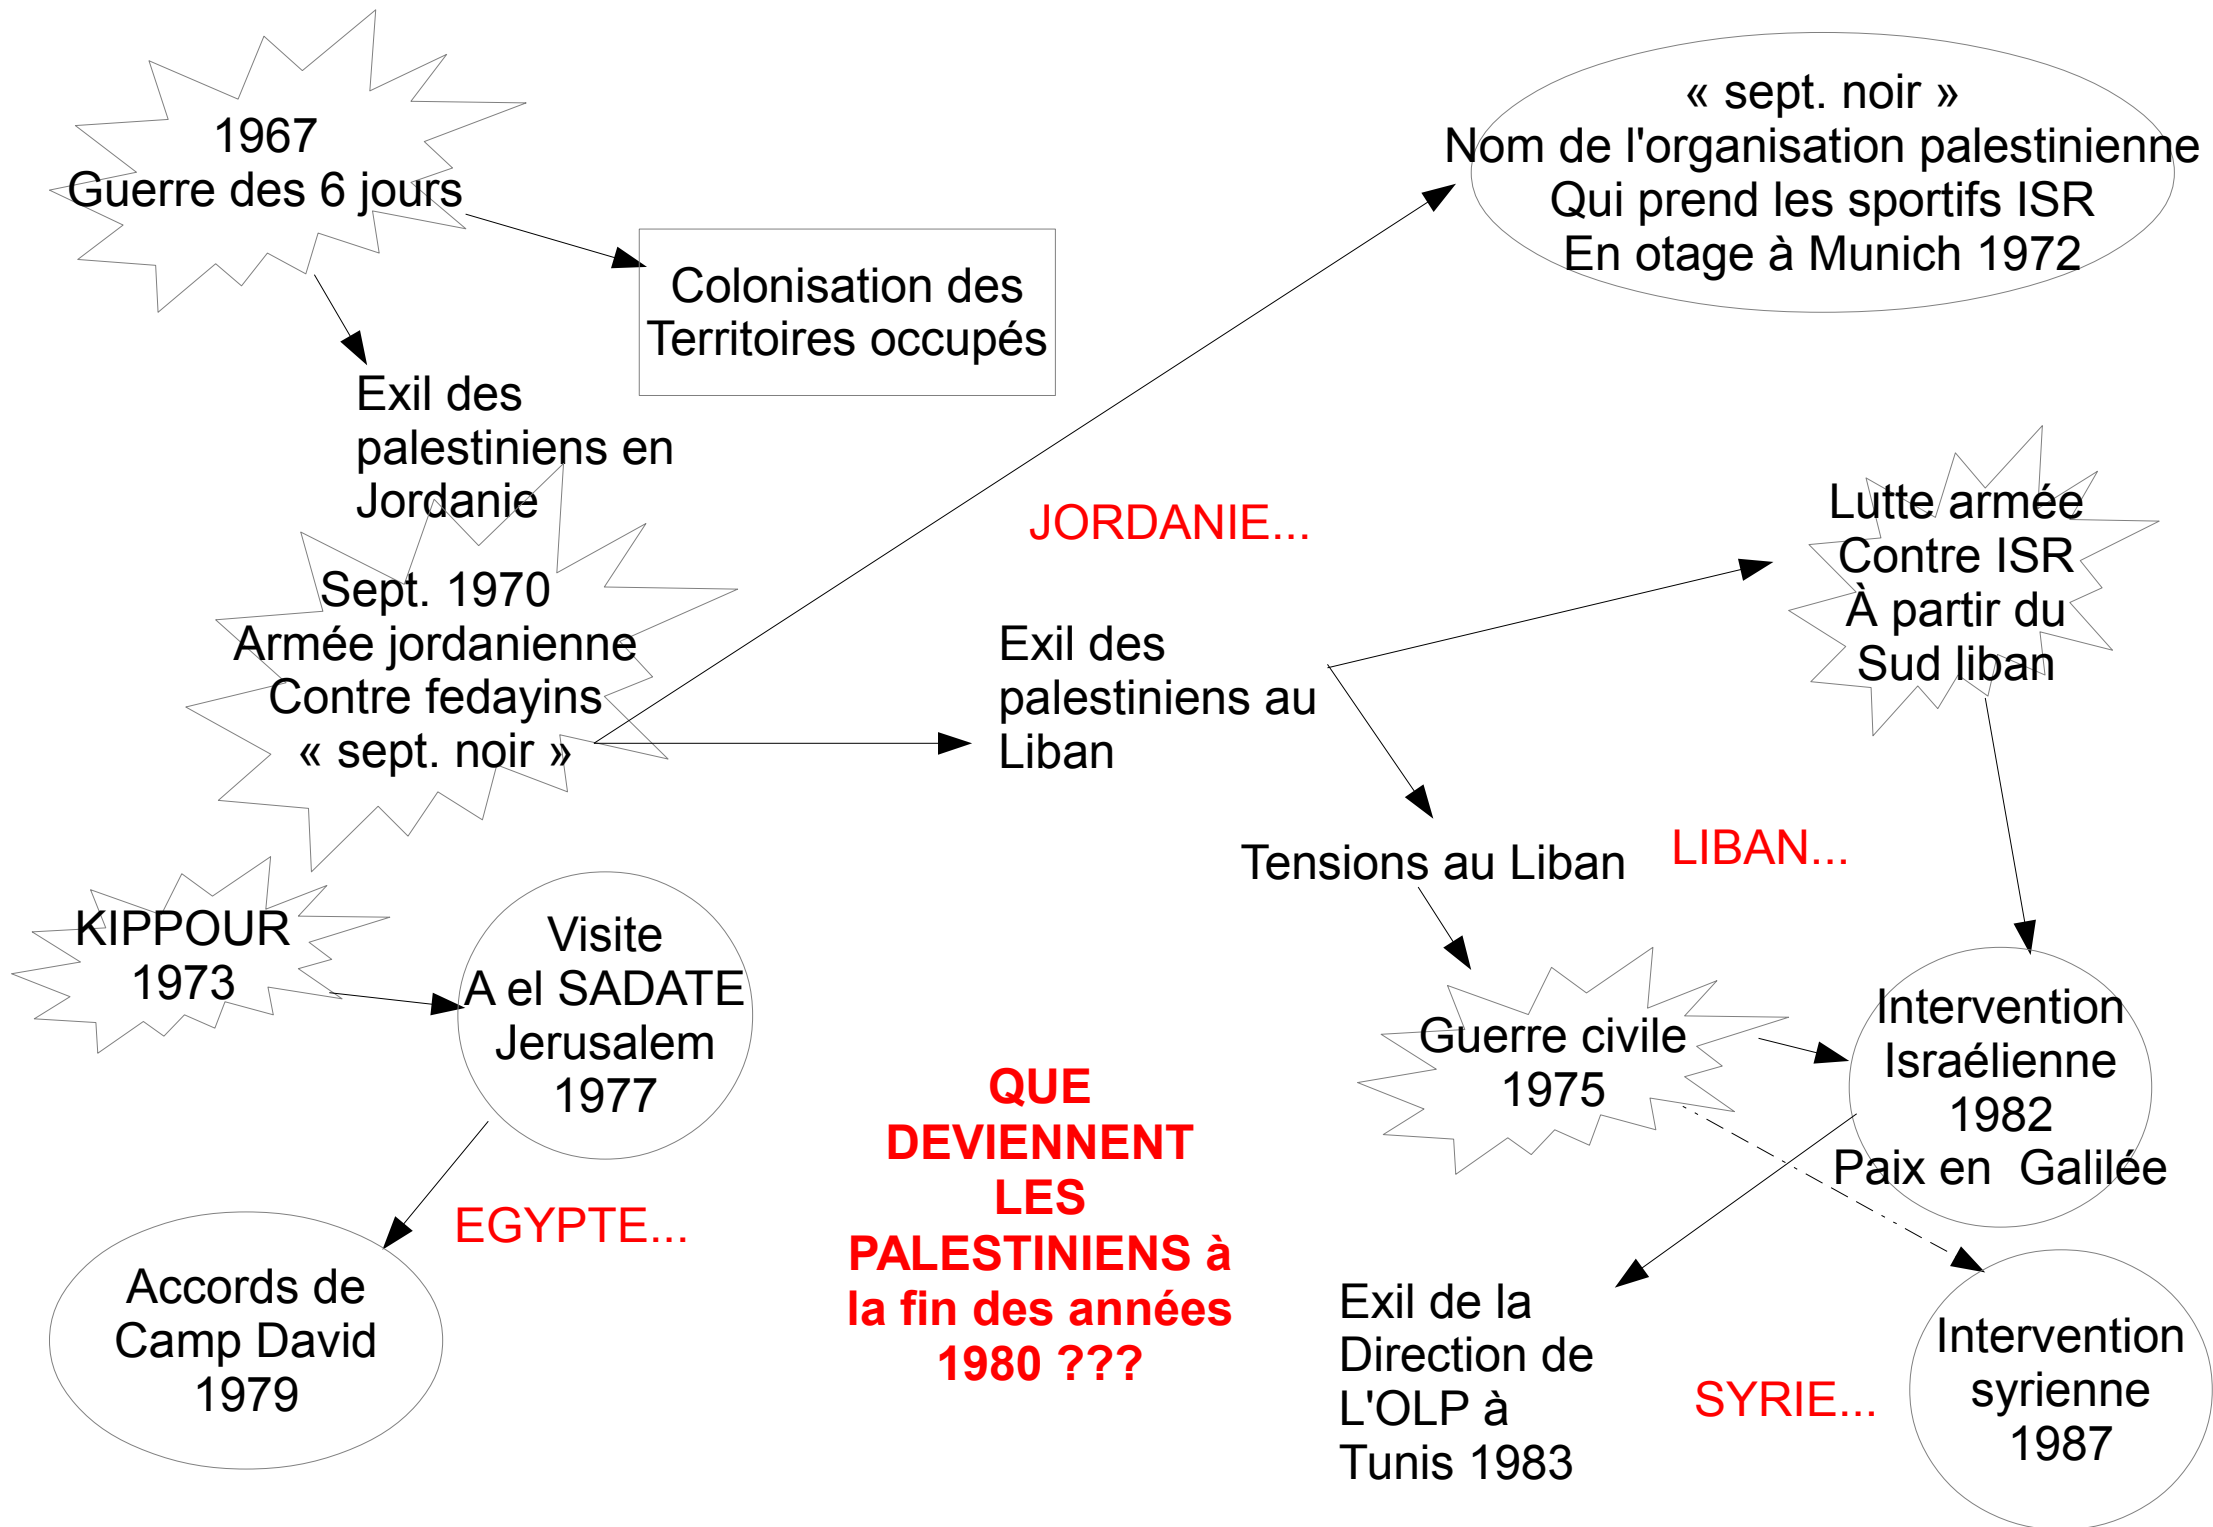 1967
Guerre des 6 jours
« sept. noir »
Nom de l'organisation palestinienne
Qui prend les sportifs ISR
En otage à Munich 1972
Colonisation des
Territoires occupés
Exil des
palestiniens en
Jordanie
JORDANIE...
Sept. 1970
Armée jordanienne
Contre fedayins
« sept. noir »
Exil des
palestiniens au
Liban
Lutte armée
Contre ISR
À partir du
Sud liban
Tensions au Liban
LIBAN...
KIPPOUR
1973
Visite
A el SADATE
Jerusalem
1977
Guerre civile
1975
Intervention
Israélienne
1982
Paix en  Galilée
EGYPTE...
Accords de
Camp David
1979
QUE
DEVIENNENT
LES
PALESTINIENS à
la fin des années
1980 ???
Exil de la
Direction de
L'OLP à
Tunis 1983
SYRIE...
Intervention
syrienne
1987